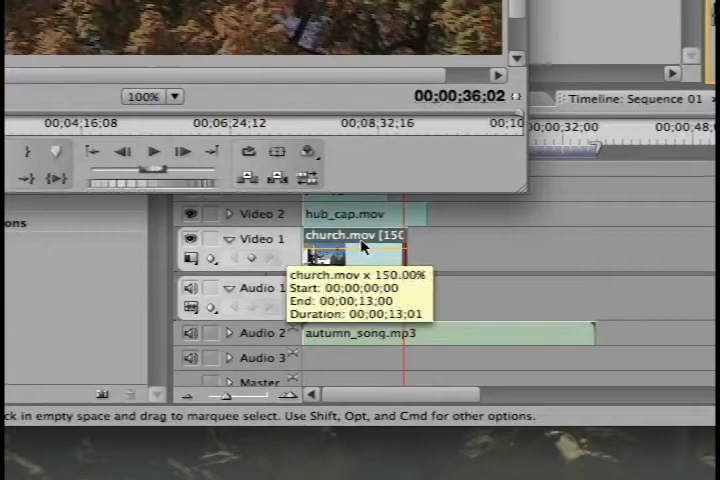 100%
00;00;36;02
Timeline: Sequence 01
00;04;16;08 00;06;24;12 00;08;32;16 00;10
00;00;32;00 00;00;48;0
ons
Video 2 hub_cap.mov
Video 1 church.mov [150
church.mov x 150.00%
Start: 00;00;00;00
End: 00;00;13;00
Duration: 00;00;13;01
Audio 1
Audio 2 autumn_song.mp3
Audio 3
Master
ck in empty space and drag to marquee select. Use Shift, Opt, and Cmd for other options.